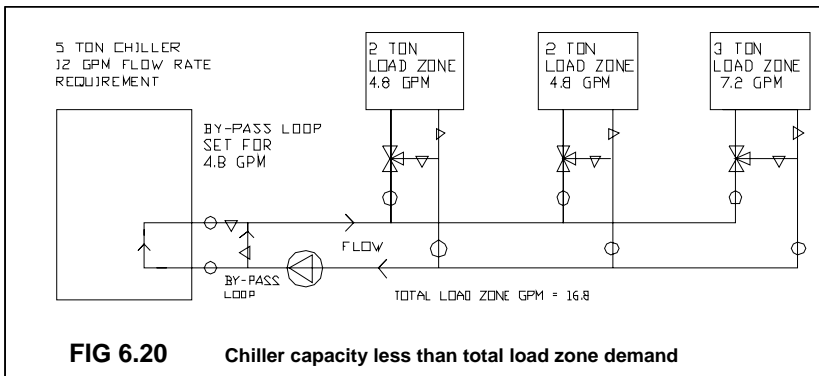 5 TON CHILLER
12 GPM FLOW RATE
REQUIREMENT
2 TON
LOAD ZONE
4.8 GPM
2 TON
LOAD ZONE
4.8 GPM
3 TON
LOAD ZONE
7.2 GPM
BY-PASS LOOP
SET FOR
4.8 GPM
FLOW
BY-PASS
LOOP
TOTAL LOAD ZONE GPM = 16.8
FIG 6.20 Chiller capacity less than total load zone demand